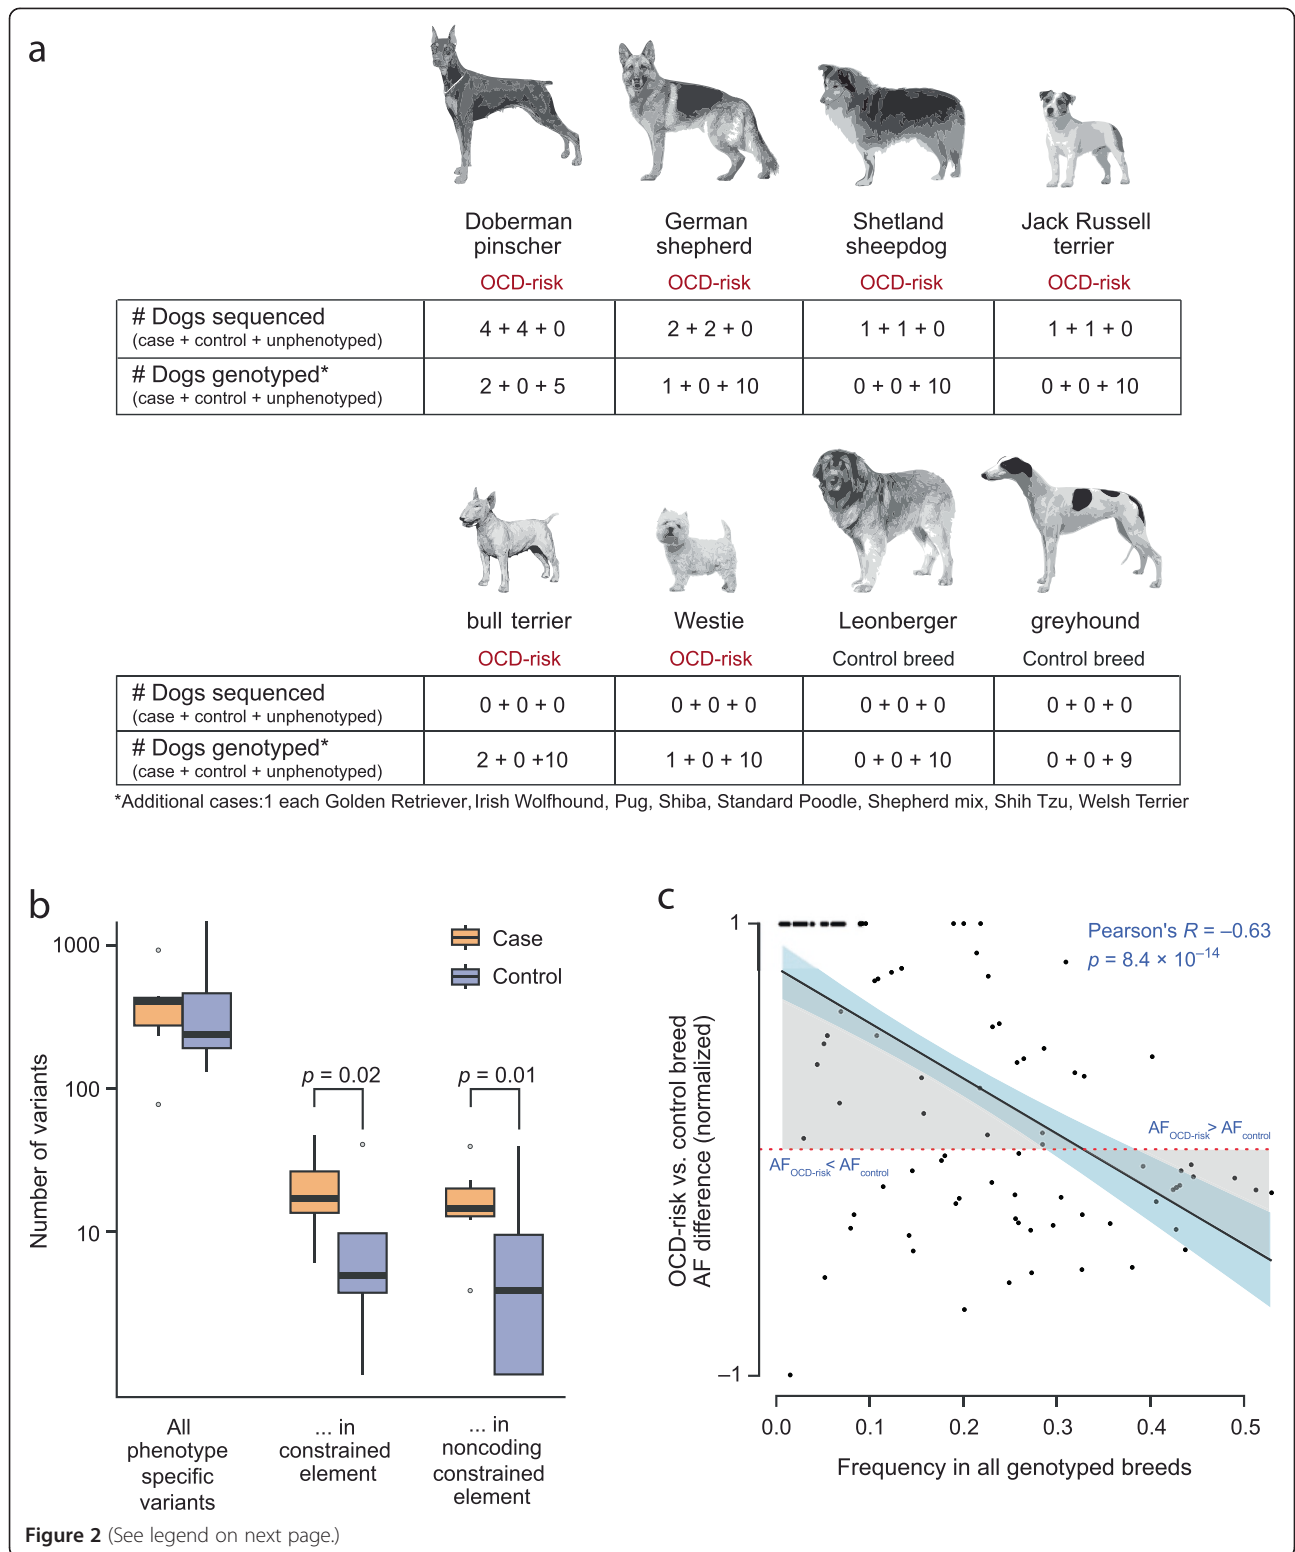 a
Doberman
pinscher
German
shepherd
Shetland
sheepdog
Jack Russell
terrier
OCD-risk
OCD-risk
OCD-risk
OCD-risk
# Dogs sequenced
(case + control + unphenotyped)
4 + 4 + 0
2 + 2 + 0
1 + 1 + 0
1 + 1 + 0
# Dogs genotyped*
(case + control + unphenotyped)
2 + 0 + 5
1 + 0 + 10
0 + 0 + 10
0 + 0 + 10
bull terrier
Westie
Leonberger
greyhound
OCD-risk
OCD-risk
Control breed
Control breed
# Dogs sequenced
(case + control + unphenotyped)
0 + 0 + 0
0 + 0 + 0
0 + 0 + 0
0 + 0 + 0
# Dogs genotyped*
(case + control + unphenotyped)
2 + 0 +10
1 + 0 + 10
0 + 0 + 10
0 + 0 + 9
*Additional cases:1 each Golden Retriever, Irish Wolfhound, Pug, Shiba, Standard Poodle, Shepherd mix, Shih Tzu, Welsh Terrier
b
Number of variants
1000
100
10
Case
Control
p = 0.02
p = 0.01
All
phenotype
specific
variants
... in
constrained
element
... in
noncoding
constrained
element
c
OCD-risk vs. control breed
AF difference (normalized)
1
–1
Pearson's R = –0.63
p = 8.4 × 10–14
AFOCD-risk> AFcontrol
AFOCD-risk< AFcontrol
0.0
0.1
0.2
0.3
0.4
0.5
Frequency in all genotyped breeds
Figure 2 (See legend on next page.)